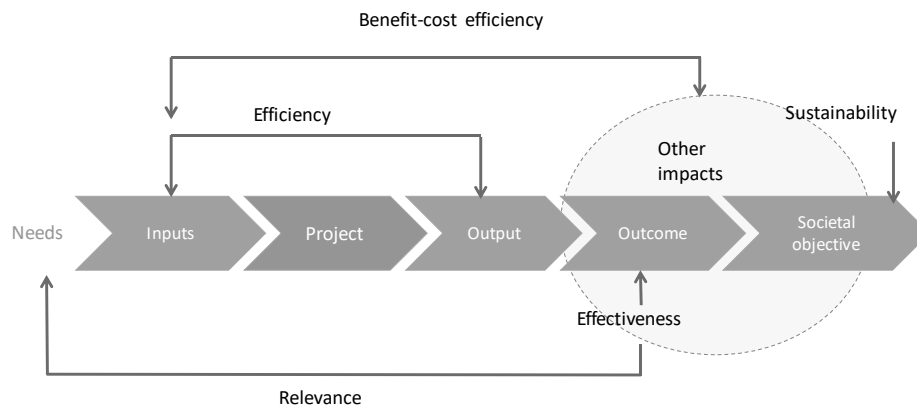 Benefit-cost efficiency
Efficiency
Sustainability
Other
impacts
Needs
Inputs
Project
Output
Outcome
Societal
objective
Effectiveness
Relevance